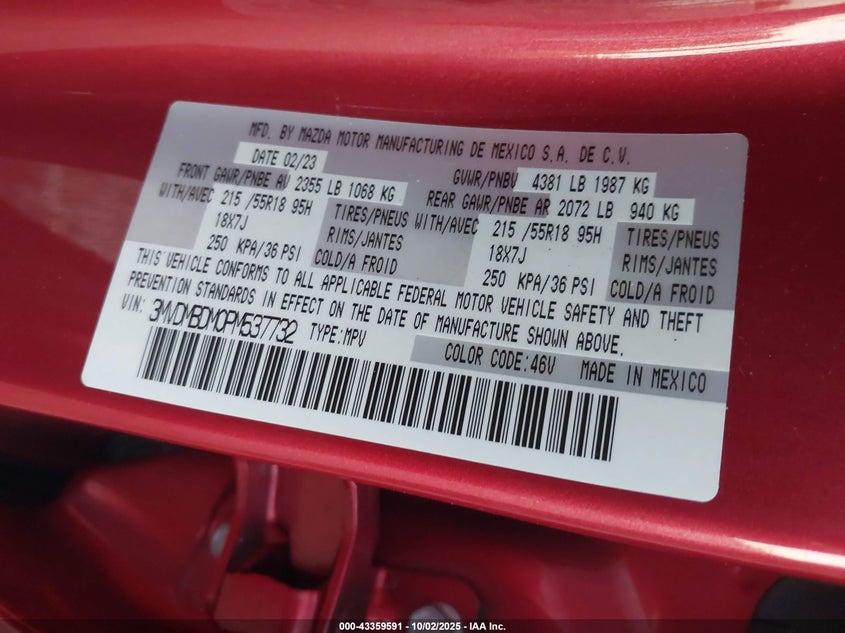 MFD. BY MAZDA MOTOR MANUFACTURING DE MEXICO S.A. DE C.V.
DATE 02/23 GVWR/PNBV 4381 LB 1987 KG
FRONT GAWR/PNBE AV 2355 LB 1068 KG REAR GAWR/PNBE AR 2072 LB 940 KG
WITH/AVEC 215 /55R18 95H TIRES/PNEUS WITH/AVEC 215 /55R18 95H TIRES/PNEUS
18X7J RIMS/JANTES 18X7J RIMS/JANTES
250 KPA/36 PSI COLD/A FROID 250 KPA/36 PSI COLD/A FROID
THIS VEHICLE CONFORMS TO ALL APPLICABLE FEDERAL MOTOR VEHICLE SAFETY AND THEFT
PREVENTION STANDARDS IN EFFECT ON THE DATE OF MANUFACTURE SHOWN ABOVE.
VIN: 3MVDMBDM0PM537732 TYPE:MPV
COLOR CODE:46V MADE IN MEXICO
000-43359591 - 10/02/2025 - IAA Inc.